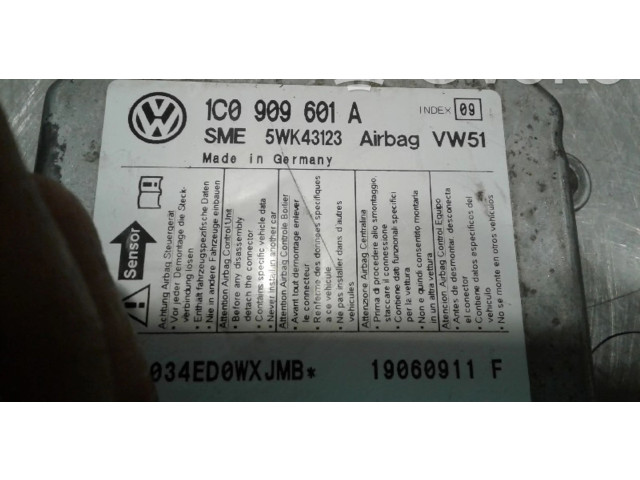 1C0 909 601 A
INDEX 09
SME 5WK43123 Airbag VW51
Made in Germany
Sensor
Achtung Airbag Steuergerät
• Vor jeder Demontage die Steck-
verbindung lösen
Enthält fahrzeugspezifische Daten
• Nie in andere Fahrzeuge einbauen
Attention Airbag Control Unit
• Before any disassembly
detach the connector
• Contains specific vehicle data
Never install in another car
Attention Airbag Controle Boitier
• Avant tout demontage enlever
le connecteur
• Renferme des données spécifiques
a ce vehicule
• Ne pas installer dans d'autres
vehicules
Attenzione Airbag Centralina
Prima di procedere allo smontaggio,
staccare il connessione
• Contiene dati funzionali specifici
per la vettura
Non e quindi consentito montarla
in un altra vettura
Atencion Airbag Control Equipo
• Antes de desmontar, desconecta
el conector
• Contiene datos especificos del
vehiculo
• No se monte en otros vehiculos
034ED0WXJMB*
19060911 F